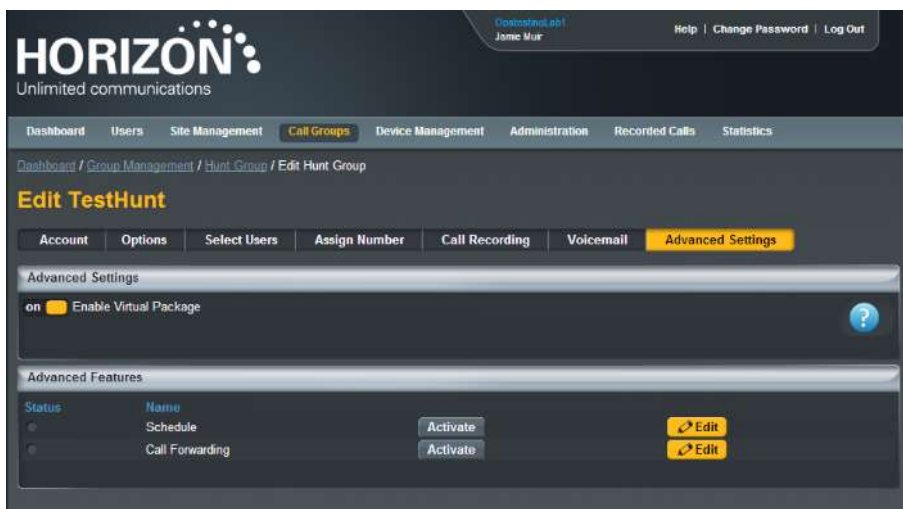 OpstestingLab1
Jamie Muir
Help | Change Password | Log Out
HORIZON
Unlimited communications
Dashboard Users Site Management Call Groups Device Management Administration Recorded Calls Statistics
Dashboard / Group Management / Hunt Group / Edit Hunt Group
Edit TestHunt
Account Options Select Users Assign Number Call Recording Voicemail Advanced Settings
Advanced Settings
on Enable Virtual Package
?
Advanced Features
Status Name
Schedule Activate Edit
Call Forwarding Activate Edit